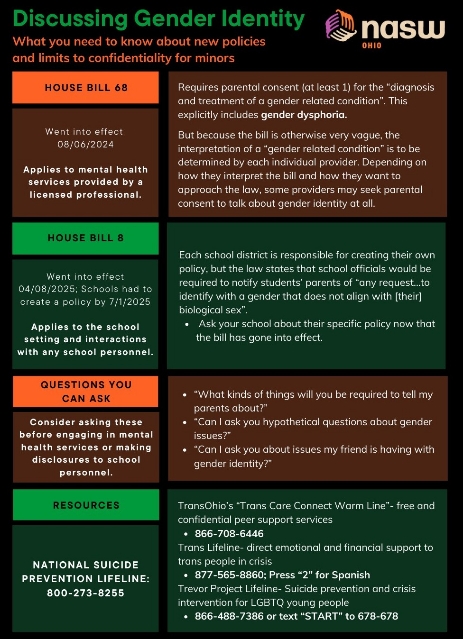 Discussing Gender Identity
What you need to know about new policies
and limits to confidentiality for minors
nasw
OHIO
HOUSE BILL 68
Went into effect
08/06/2024
Applies to mental health
services provided by a
licensed professional.
Requires parental consent (at least 1) for the "diagnosis
and treatment of a gender related condition". This
explicitly includes gender dysphoria.
But because the bill is otherwise very vague, the
interpretation of a "gender related condition" is to be
determined by each individual provider. Depending on
how they interpret the bill and how they want to
approach the law, some providers may seek parental
consent to talk about gender identity at all.
HOUSE BILL 8
Went into effect
04/08/2025; Schools had to
create a policy by 7/1/2025
Applies to the school
setting and interactions
with any school personnel.
Each school district is responsible for creating their own
policy, but the law states that school officials would be
required to notify students' parents of "any request...to
identify with a gender that does not align with [their]
biological sex".
• Ask your school about their specific policy now that
the bill has gone into effect.
QUESTIONS YOU
CAN ASK
Consider asking these
before engaging in mental
health services or making
disclosures to school
personnel.
• "What kinds of things will you be required to tell my
parents about?"
• "Can I ask you hypothetical questions about gender
issues?"
• "Can I ask you about issues my friend is having with
gender identity?"
RESOURCES
NATIONAL SUICIDE
PREVENTION LIFELINE:
800-273-8255
TransOhio's "Trans Care Connect Warm Line"- free and
confidential peer support services
• 866-708-6446
Trans Lifeline- direct emotional and financial support to
trans people in crisis
• 877-565-8860; Press "2" for Spanish
Trevor Project Lifeline- Suicide prevention and crisis
intervention for LGBTQ young people
• 866-488-7386 or text "START" to 678-678